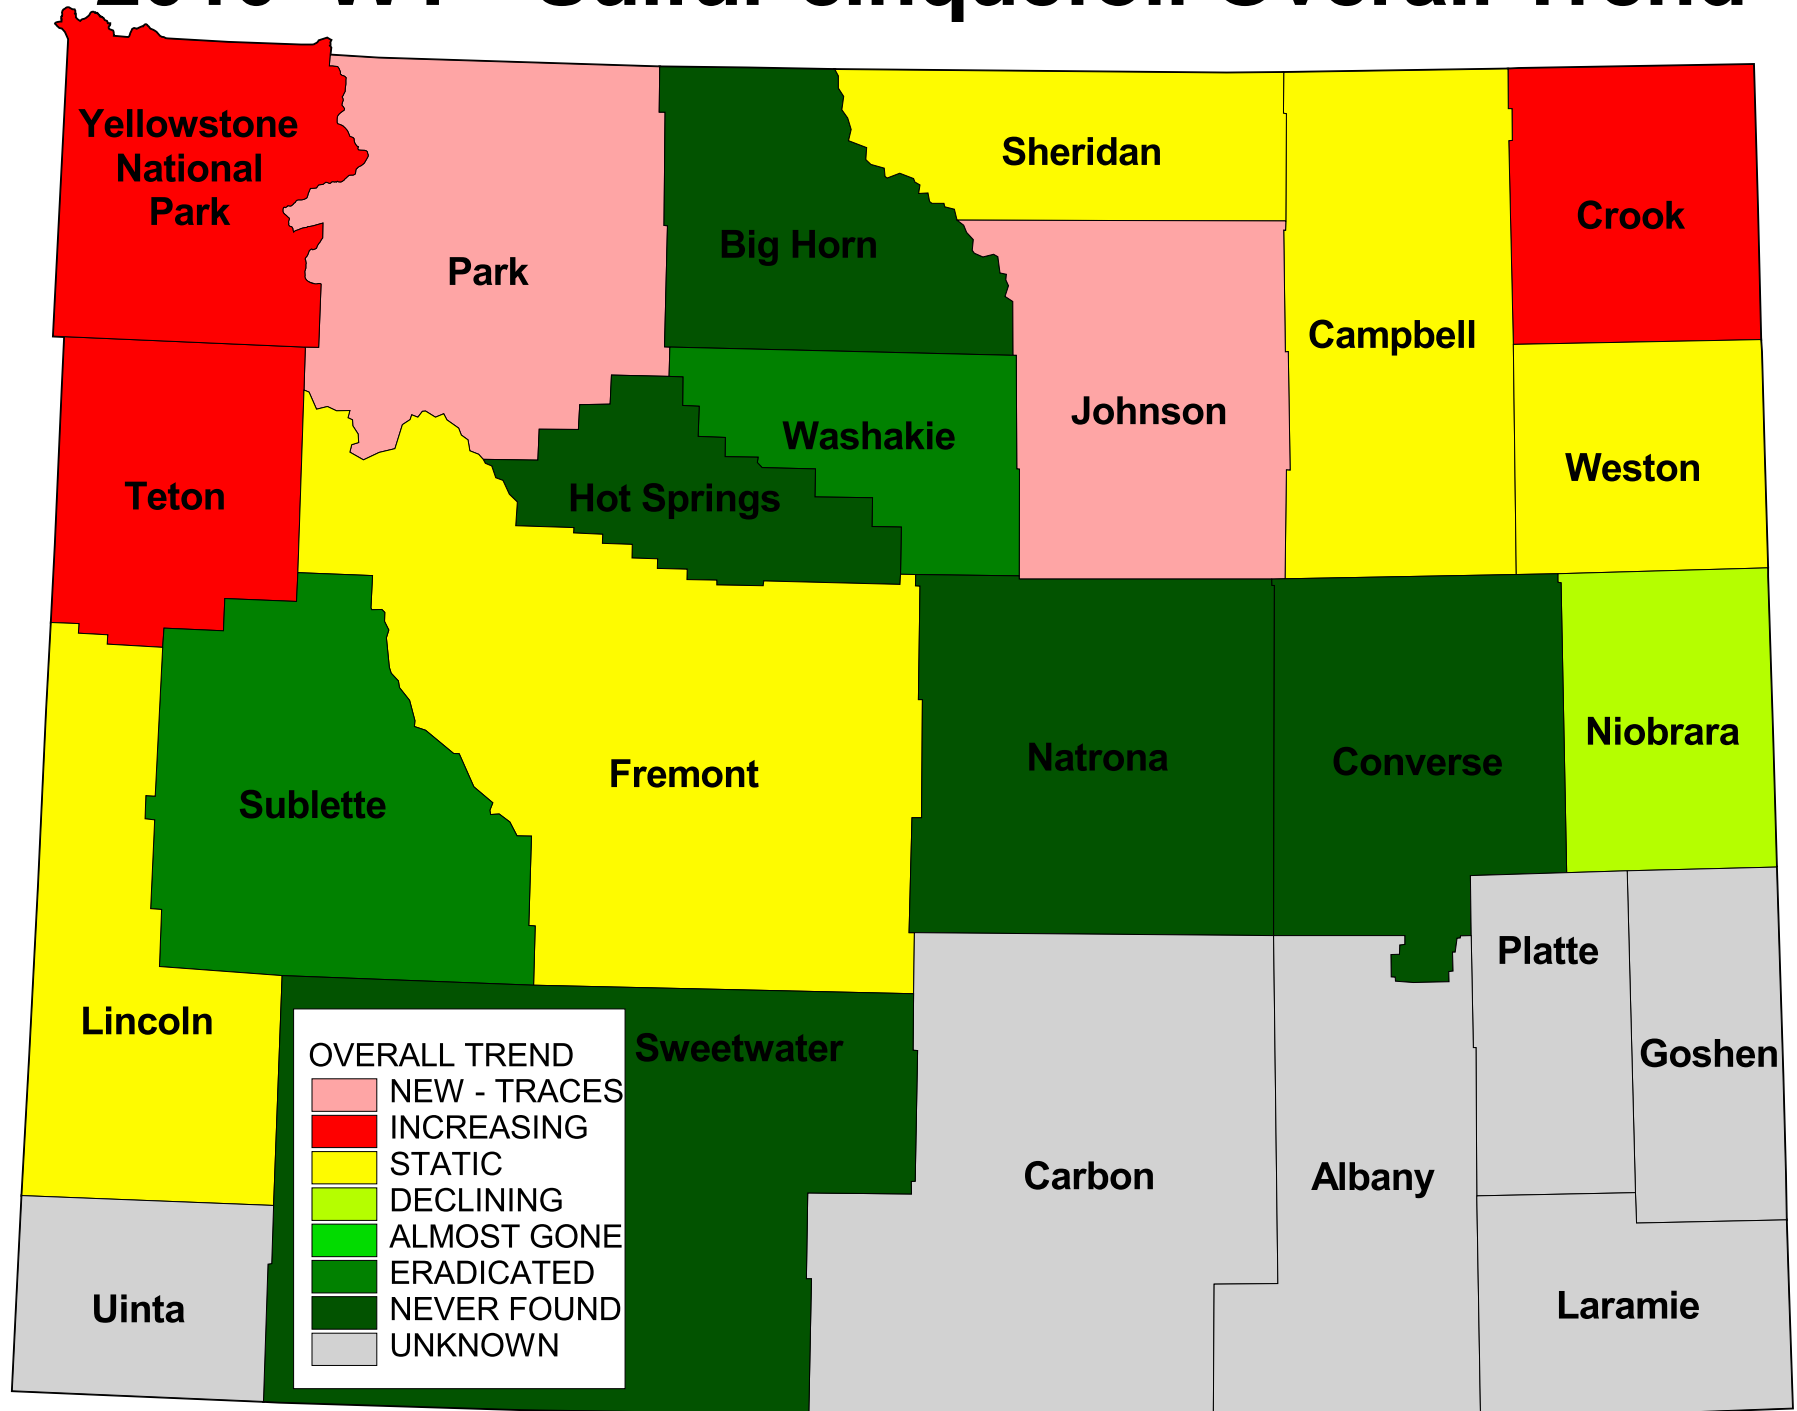 Yellowstone
National
Park
Park
Big Horn
Sheridan
Campbell
Crook
Johnson
Washakie
Hot Springs
Weston
Teton
Fremont
Sublette
Natrona
Converse
Niobrara
Lincoln
Sweetwater
Platte
Goshen
Carbon
Albany
Laramie
Uinta
OVERALL TREND
NEW - TRACES
INCREASING
STATIC
DECLINING
ALMOST GONE
ERADICATED
NEVER FOUND
UNKNOWN